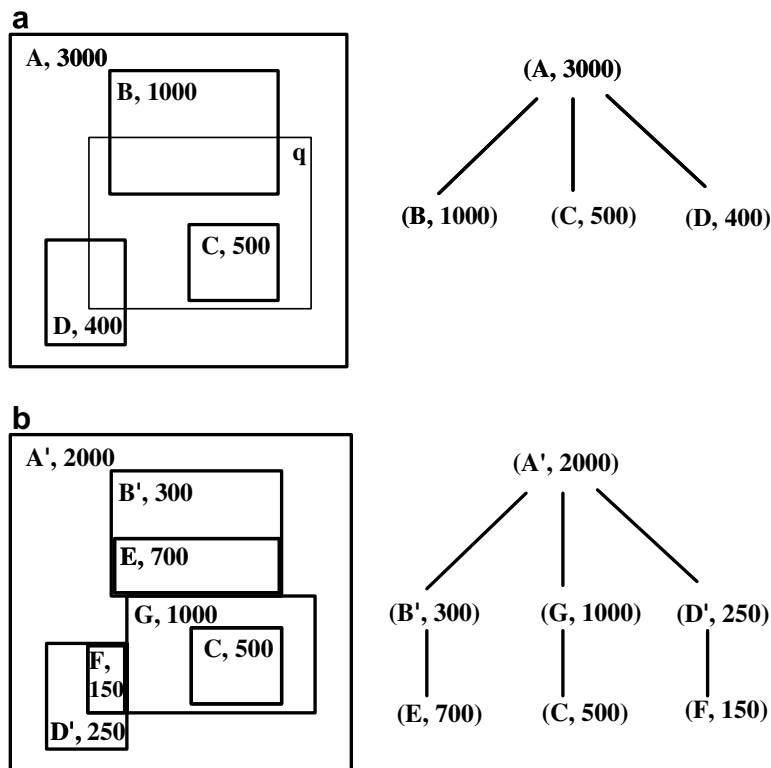 a
A, 3000
B, 1000
q
C, 500
D, 400
(A, 3000)
(B, 1000)
(C, 500)
(D, 400)
b
A', 2000
B', 300
E, 700
G, 1000
C, 500
F,
150
D', 250
(A', 2000)
(B', 300)
(G, 1000)
(D', 250)
(E, 700)
(C, 500)
(F, 150)